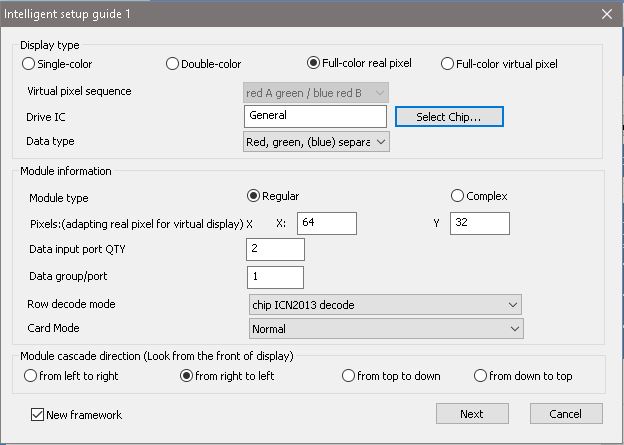 Intelligent setup guide 1
Display type
Single-color Double-color Full-color real pixel Full-color virtual pixel
Virtual pixel sequence red A green / blue red B
Drive IC General Select Chip...
Data type Red, green, (blue) separa
Module information
Module type Regular Complex
Pixels:(adapting real pixel for virtual display) X X: 64 Y 32
Data input port QTY 2
Data group/port 1
Row decode mode chip ICN2013 decode
Card Mode Normal
Module cascade direction (Look from the front of display)
from left to right from right to left from top to down from down to top
New framework Next Cancel